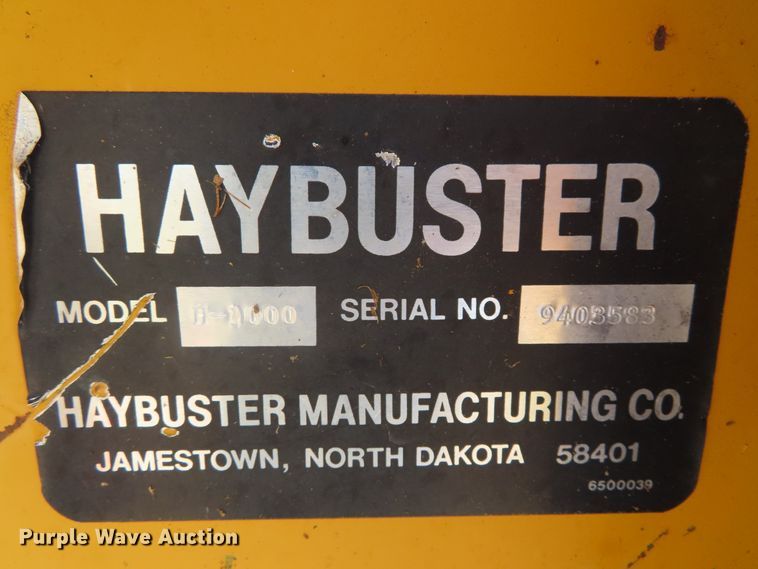 HAYBUSTER
MODEL H-1000 SERIAL NO. 9403583
HAYBUSTER MANUFACTURING CO.
JAMESTOWN, NORTH DAKOTA 58401
6500039
Purple Wave Auction